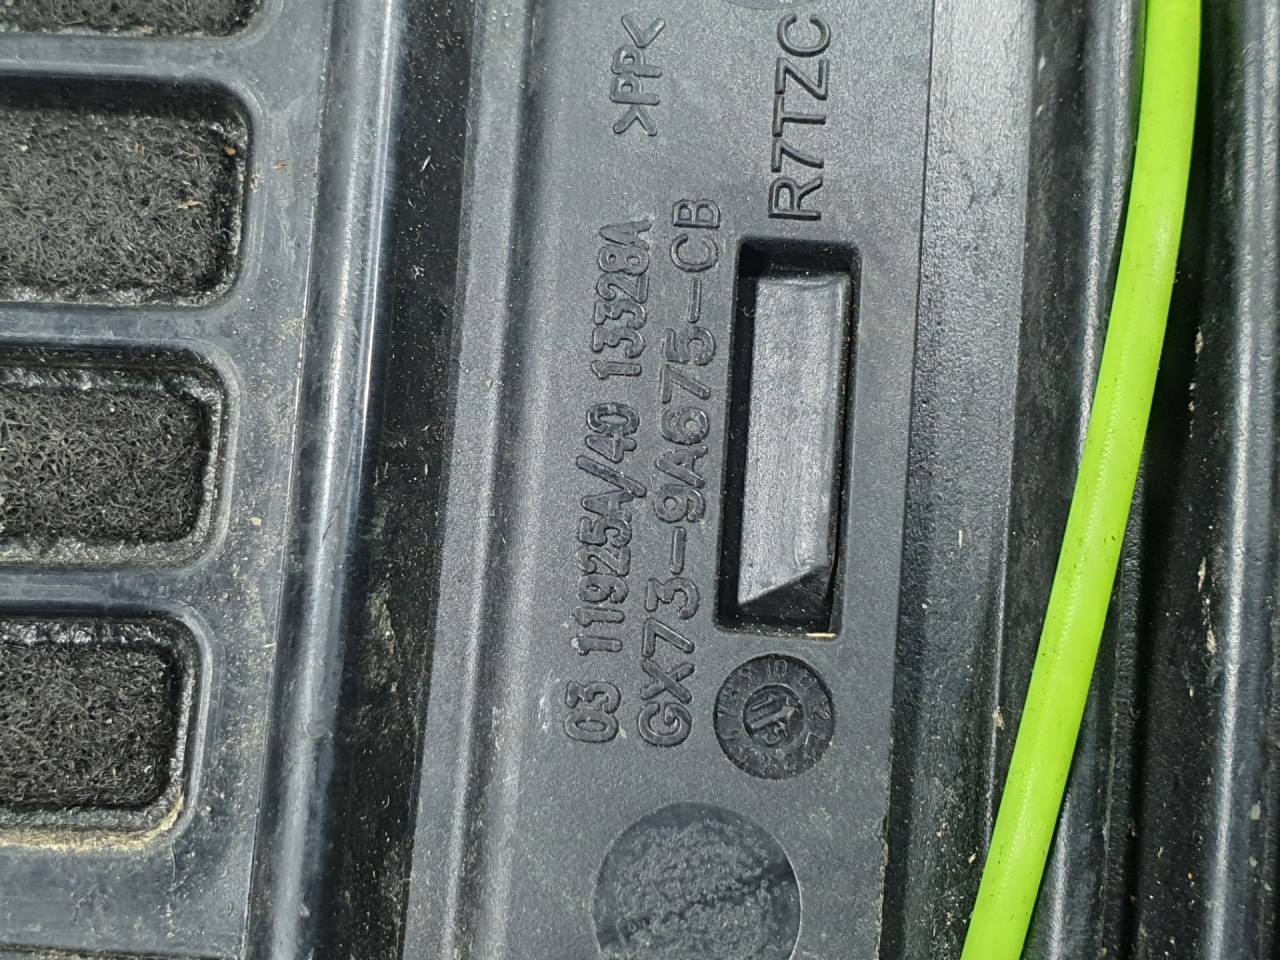 >PP<
R7TZC
03 11925A/40 13328A
GX73-9A675-CB